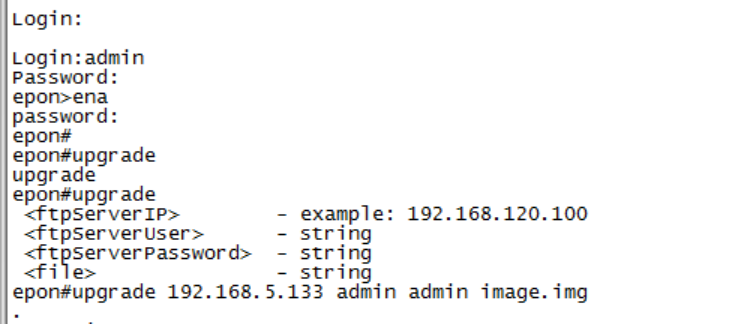 Login:
Login:admin
Password:
epon>ena
password:
epon#
epon#upgrade
upgrade
epon#upgrade
<ftpServerIP> - example: 192.168.120.100
<ftpServerUser> - string
<ftpServerPassword> - string
<file> - string
epon#upgrade 192.168.5.133 admin admin image.img